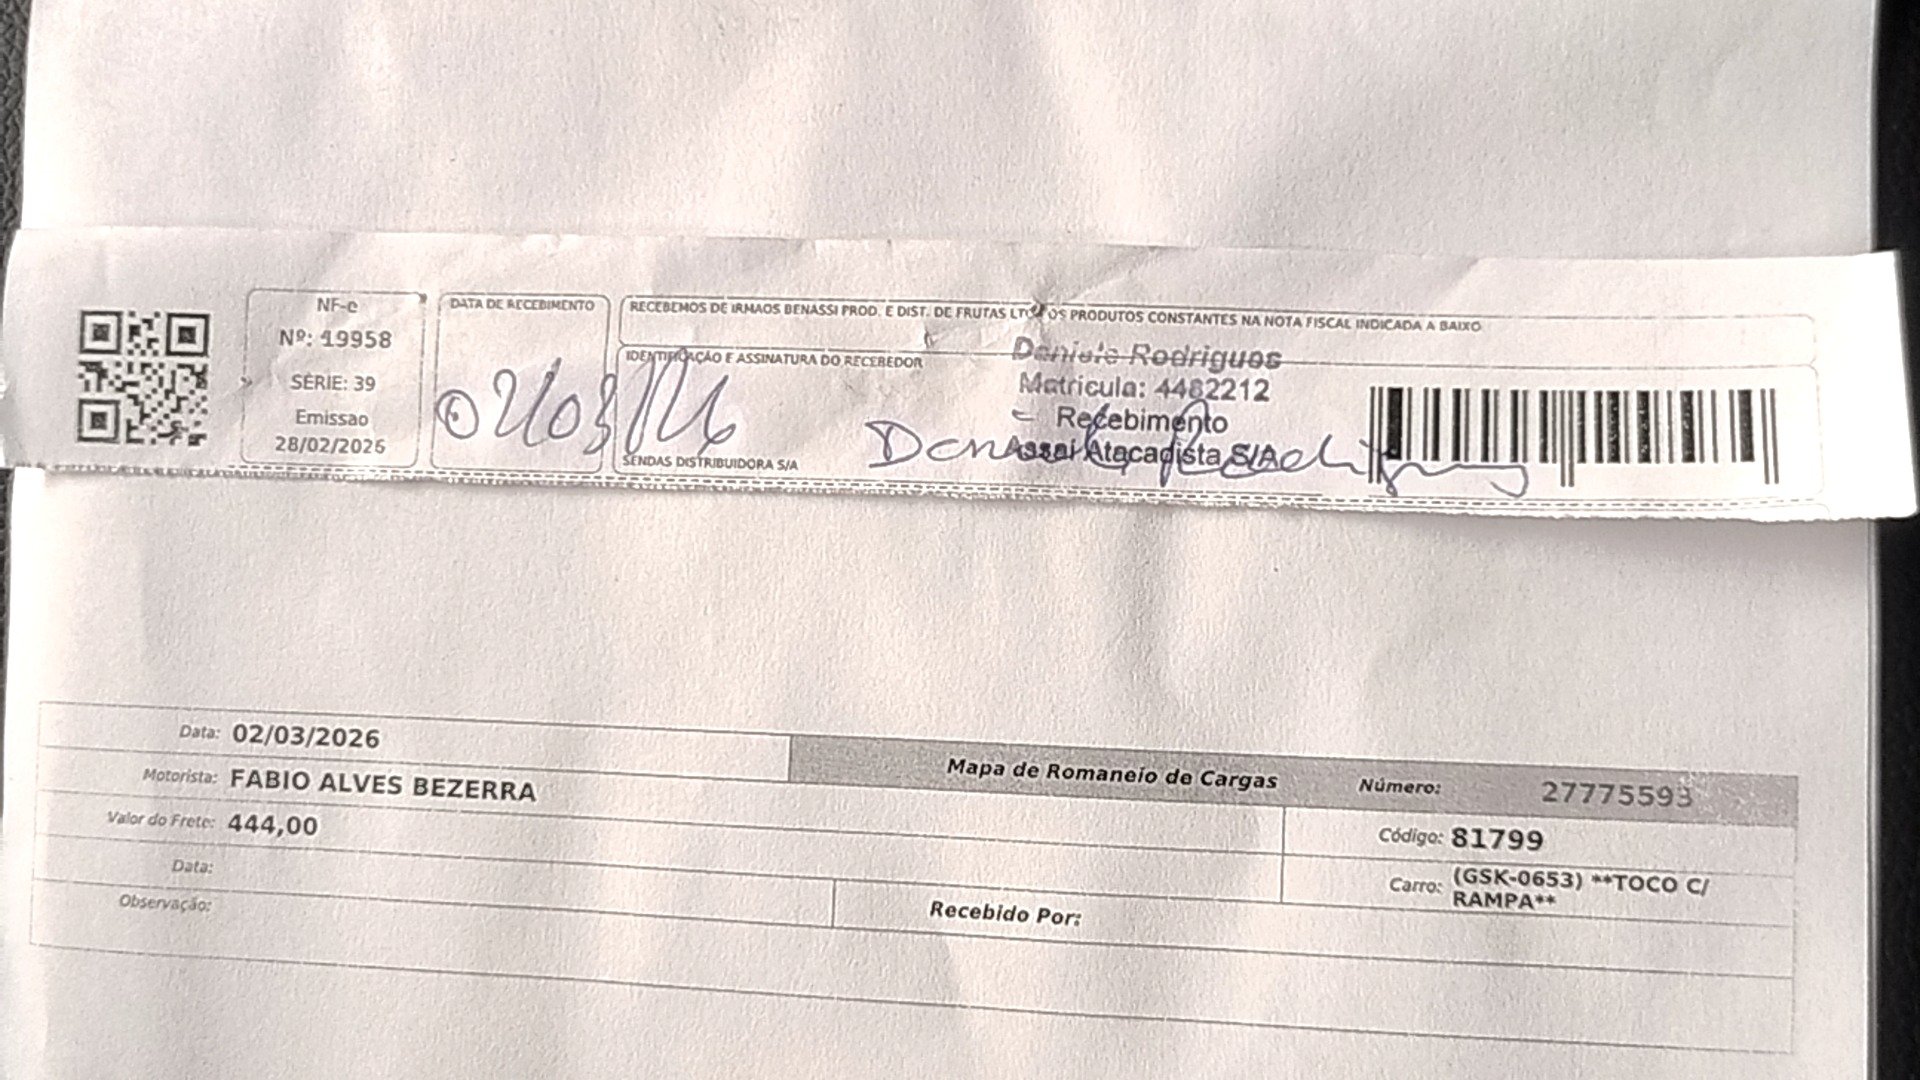 NF-e
Nº: 19958
SÉRIE: 39
Emissao
28/02/2026
DATA DE RECEBIMENTO
02/03/26
RECEBEMOS DE IRMAOS BENASSI PROD. E DIST. DE FRUTAS LTD OS PRODUTOS CONSTANTES NA NOTA FISCAL INDICADA A BAIXO
IDENTIFICAÇÃO E ASSINATURA DO RECEBEDOR
SENDAS DISTRIBUIDORA S/A
Daniele Rodrigues
Matricula: 4482212
Recebimento
Assai Atacadista S/A
Daniele Rodrigues
Data: 02/03/2026
Mapa de Romaneio de Cargas Número: 27775593
Motorista: FABIO ALVES BEZERRA
Código: 81799
Valor do Frete: 444,00
Carro: (GSK-0653) **TOCO C/
RAMPA**
Data:
Recebido Por:
Observação: